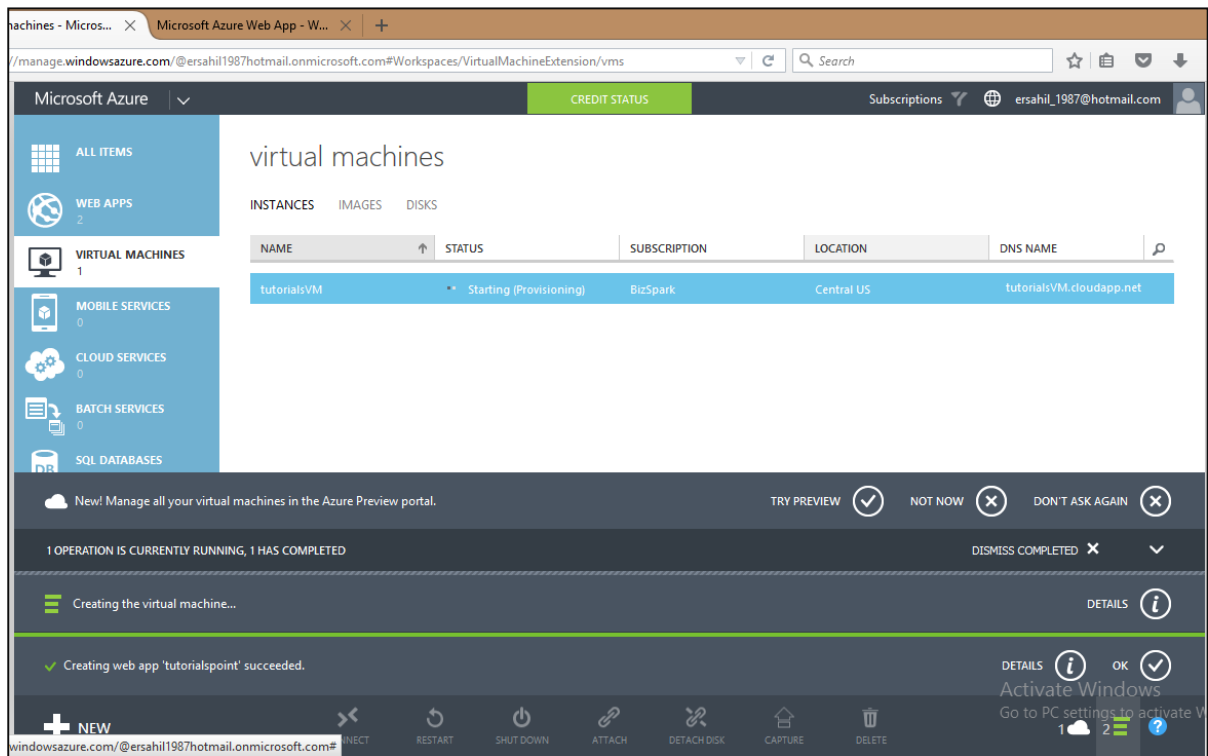 achines - Micros...
Microsoft Azure Web App - W...
//manage.windowsazure.com/@ersahil1987hotmail.onmicrosoft.com#Workspaces/VirtualMachineExtension/vms
Search
Microsoft Azure
CREDIT STATUS
Subscriptions
ersahil_1987@hotmail.com
ALL ITEMS
WEB APPS
2
VIRTUAL MACHINES
1
MOBILE SERVICES
0
CLOUD SERVICES
0
BATCH SERVICES
0
DB
SQL DATABASES
virtual machines
INSTANCES IMAGES DISKS
NAME STATUS SUBSCRIPTION LOCATION DNS NAME
tutorialsVM Starting (Provisioning) BizSpark Central US tutorialsVM.cloudapp.net
New! Manage all your virtual machines in the Azure Preview portal.
TRY PREVIEW NOT NOW DON'T ASK AGAIN
1 OPERATION IS CURRENTLY RUNNING, 1 HAS COMPLETED
DISMISS COMPLETED
Creating the virtual machine...
DETAILS
Creating web app 'tutorialspoint' succeeded.
DETAILS OK
Activate Windows
Go to PC settings to activate W
NEW
NNECT RESTART SHUT DOWN ATTACH DETACH DISK CAPTURE DELETE
1 2 ?
windowsazure.com/@ersahil1987hotmail.onmicrosoft.com#